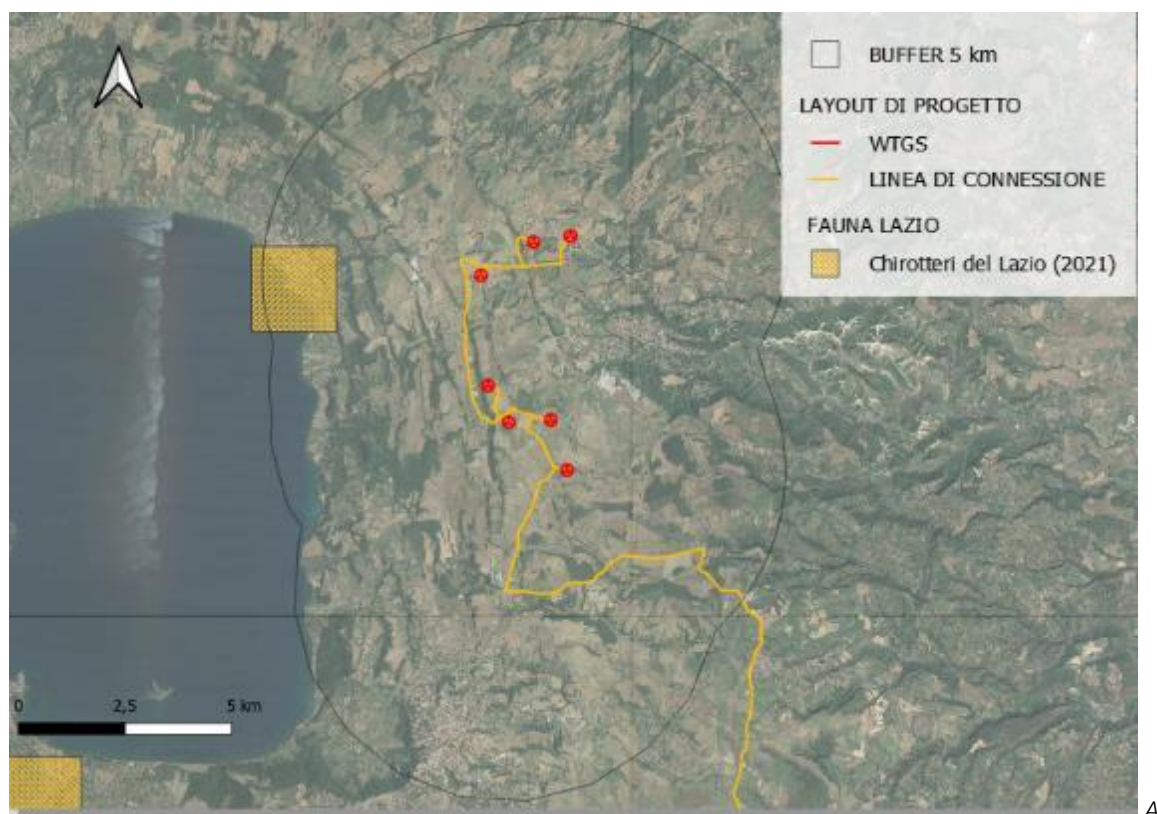 BUFFER 5 km
LAYOUT DI PROGETTO
WTGS
LINEA DI CONNESSIONE
FAUNA LAZIO
Chirotteri del Lazio (2021)
0 2,5 5 km
A